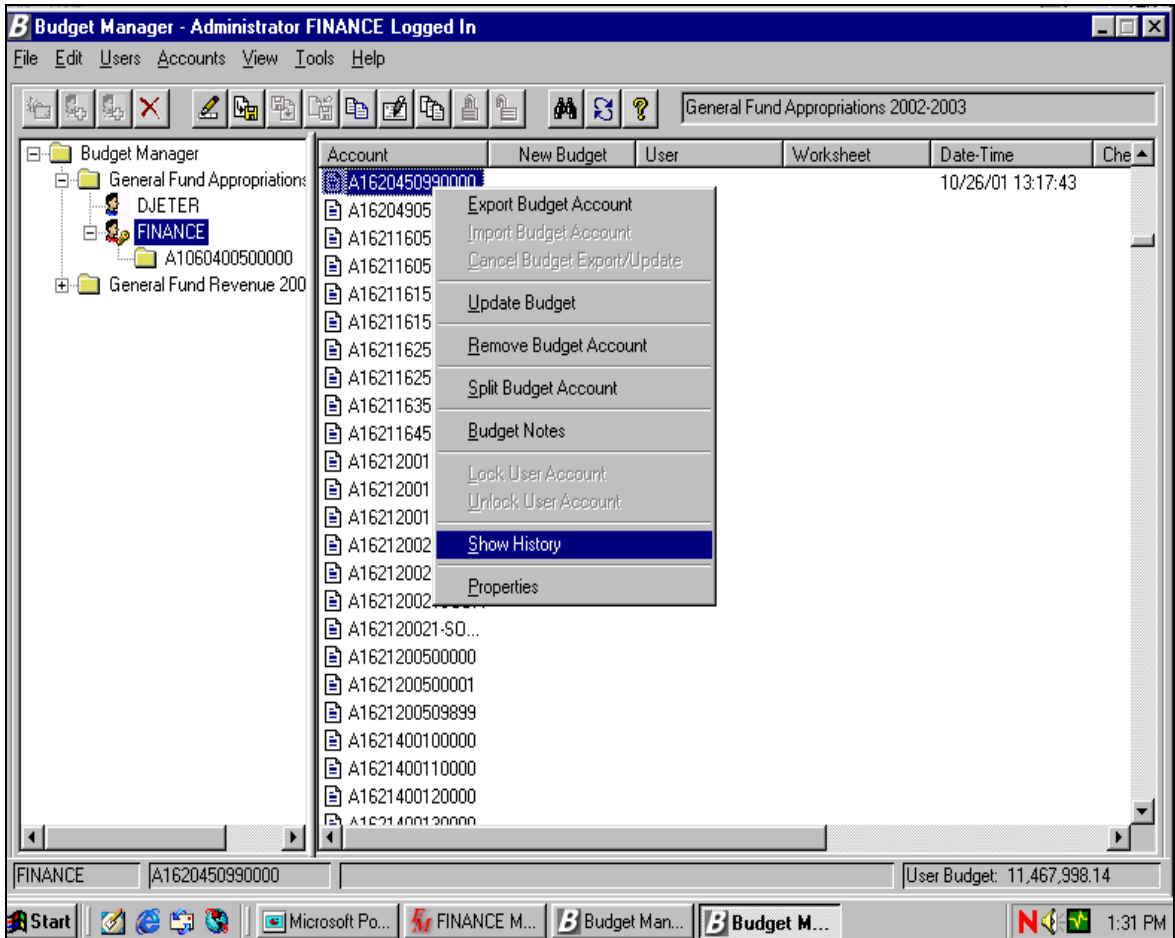 Budget Manager - Administrator FINANCE Logged In
File Edit Users Accounts View Tools Help
General Fund Appropriations 2002-2003
Budget Manager
General Fund Appropriations
DJETER
FINANCE
A1060400500000
General Fund Revenue 200
Account New Budget User Worksheet Date-Time Che
A1620450990000 10/26/01 13:17:43
A16204905
A16211605
A16211605
A16211615
A16211615
A16211625
A16211625
A16211635
A16211645
A16212001
A16212001
A16212001
A16212002
A16212002
A16212002
A162120021-SO...
A1621200500000
A1621200500001
A1621200509899
A1621400100000
A1621400110000
A1621400120000
A1621400130000
Export Budget Account
Import Budget Account
Cancel Budget Export/Update
Update Budget
Remove Budget Account
Split Budget Account
Budget Notes
Lock User Account
Unlock User Account
Show History
Properties
FINANCE A1620450990000 User Budget: 11,467,998.14
Start Microsoft Po... FINANCE M... Budget Man... Budget M... 1:31 PM